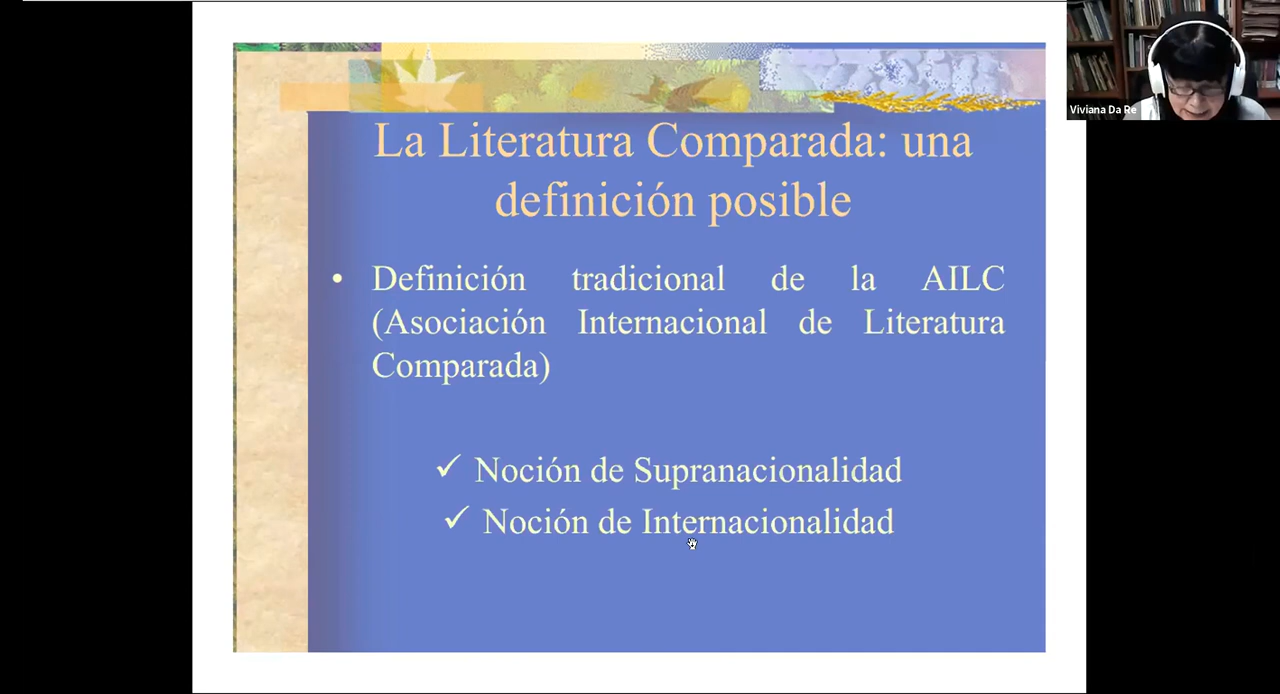 La Literatura Comparada: una
definición posible
• Definición tradicional de la AILC
(Asociación Internacional de Literatura
Comparada)
✓ Noción de Supranacionalidad
✓ Noción de Internacionalidad
Viviana Da Re